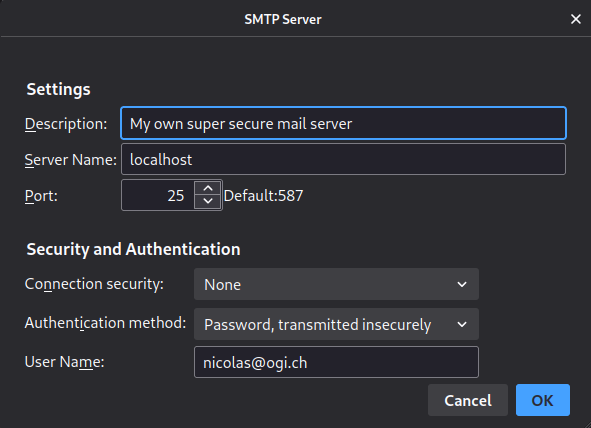 SMTP Server
Settings
Description: My own super secure mail server
Server Name: localhost
Port: 25 Default:587
Security and Authentication
Connection security: None
Authentication method: Password, transmitted insecurely
User Name: nicolas@ogi.ch
Cancel OK